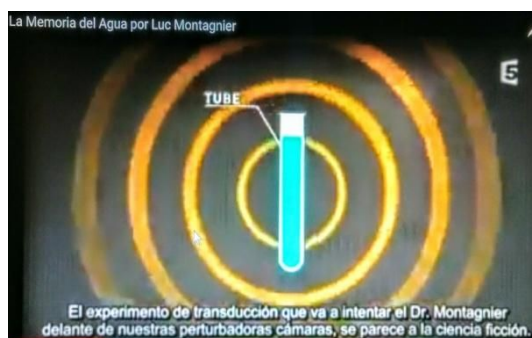 La Memoria del Agua por Luc Montagnier
5
TUBE
El experimento de transducción que va a intentar el Dr. Montagnier
delante de nuestras perturbadoras cámaras, se parece a la ciencia ficción.